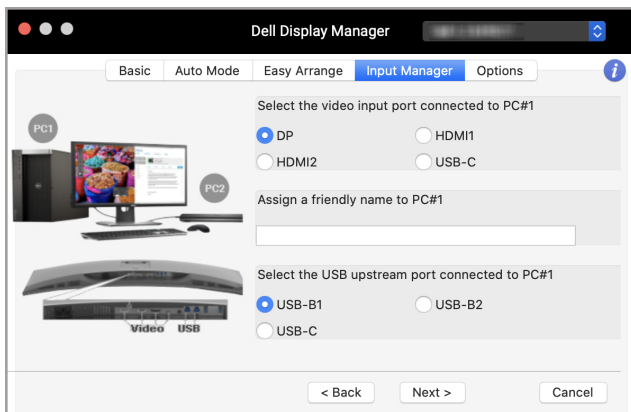 Dell Display Manager
Basic Auto Mode Easy Arrange Input Manager Options i
Select the video input port connected to PC#1
DP HDMI1
HDMI2 USB-C
PC1
PC2
Assign a friendly name to PC#1
Select the USB upstream port connected to PC#1
USB-B1 USB-B2
USB-C
Video USB
< Back Next > Cancel